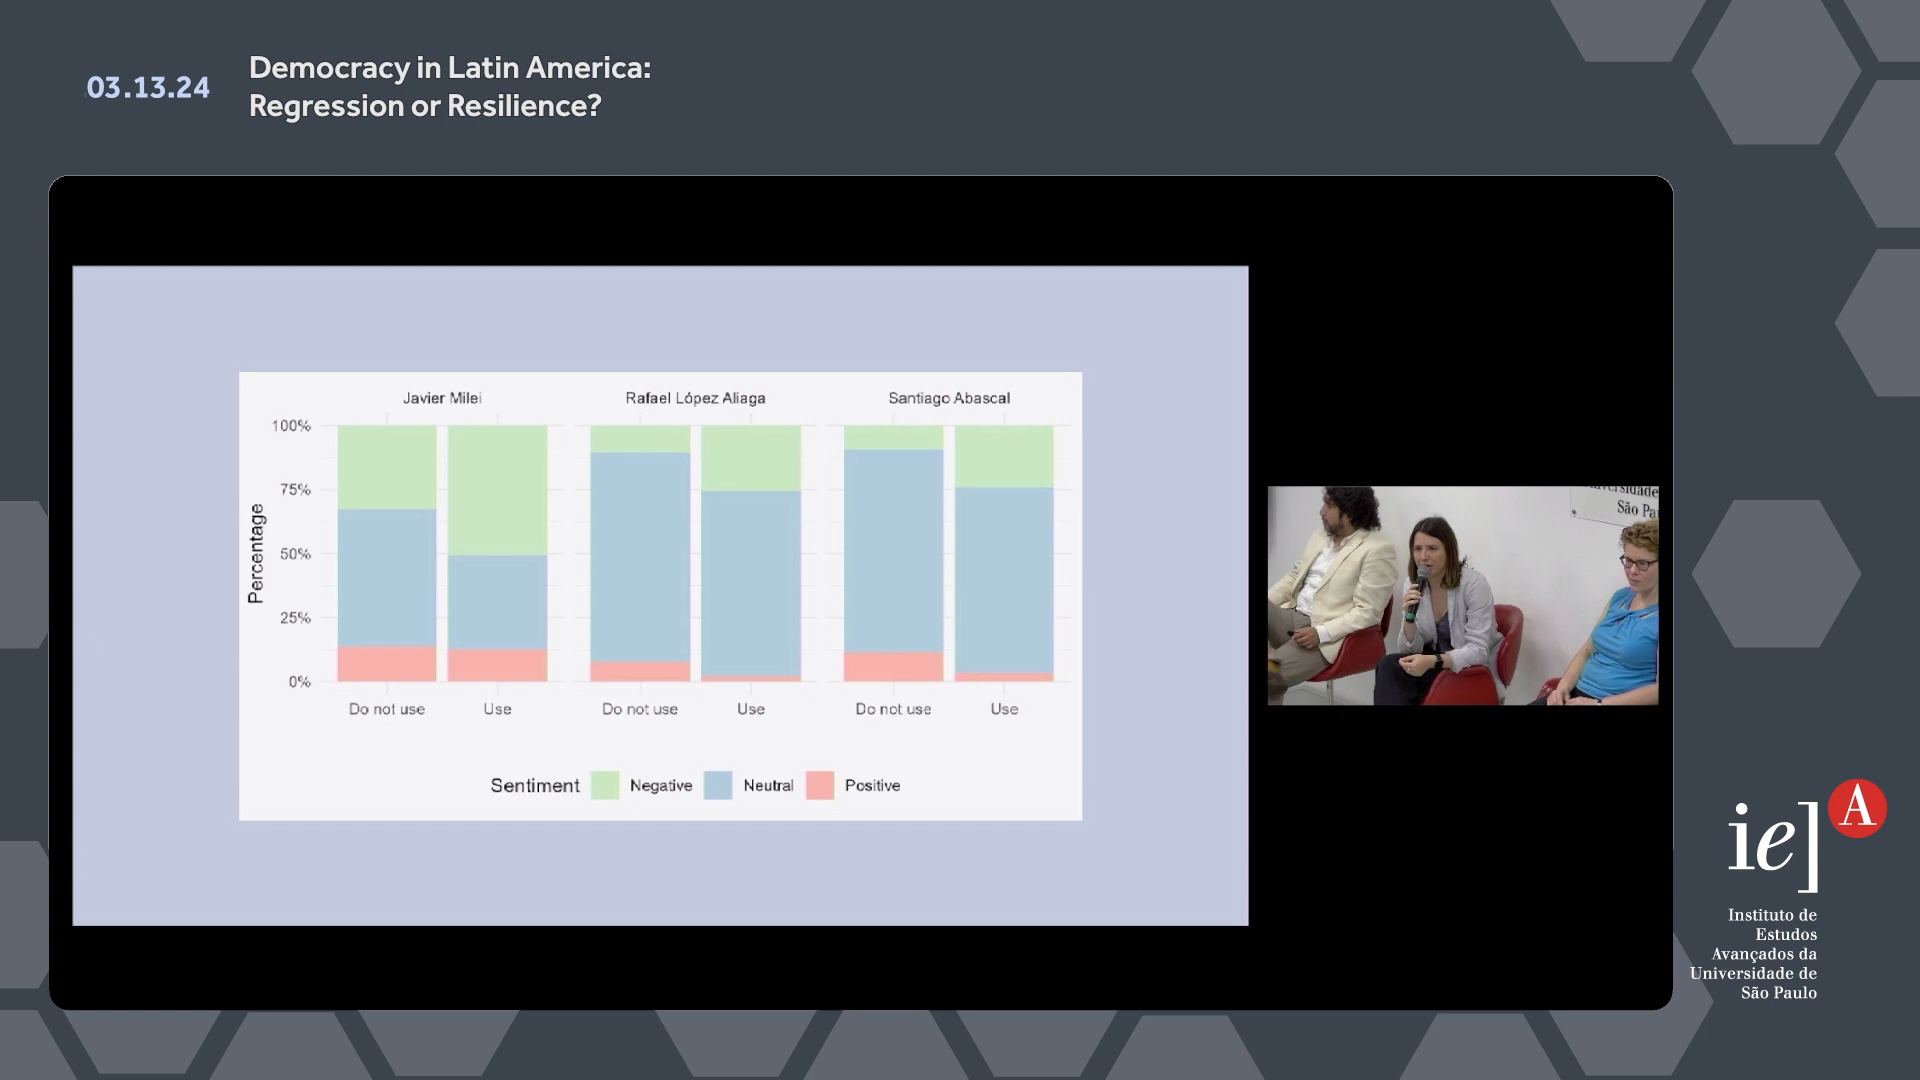 03.13.24
Democracy in Latin America:
Regression or Resilience?
Javier Milei
Rafael López Aliaga
Santiago Abascal
100%
75%
50%
25%
0%
Percentage
Do not use
Use
Do not use
Use
Do not use
Use
Sentiment
Negative
Neutral
Positive
São Pa
ie] A
Instituto de
Estudos
Avançados da
Universidade de
São Paulo